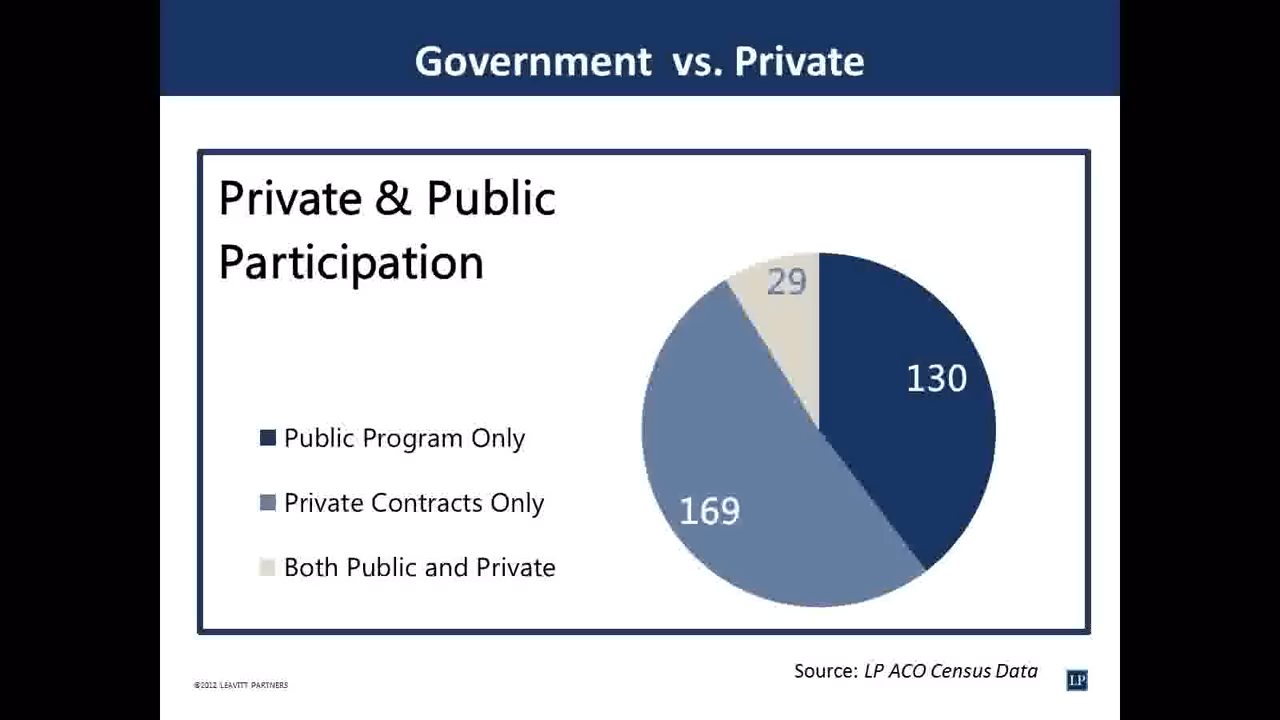 Government vs. Private
Private & Public
Participation
29
130
169
Public Program Only
Private Contracts Only
Both Public and Private
Source: LP ACO Census Data
©2012 LEAVITT PARTNERS
LP